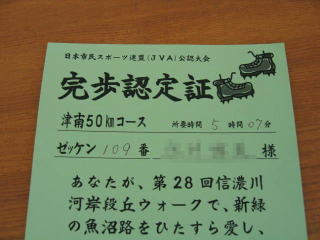 日本市民スポーツ連盟(JVA)公認大会
完歩認定証
津南50kmコース 所要時間 5 時間 07分
ゼッケン 109 番 様
あなたが、第28回信濃川
河岸段丘ウォークで、新緑
の魚沼路をひたすら愛し、